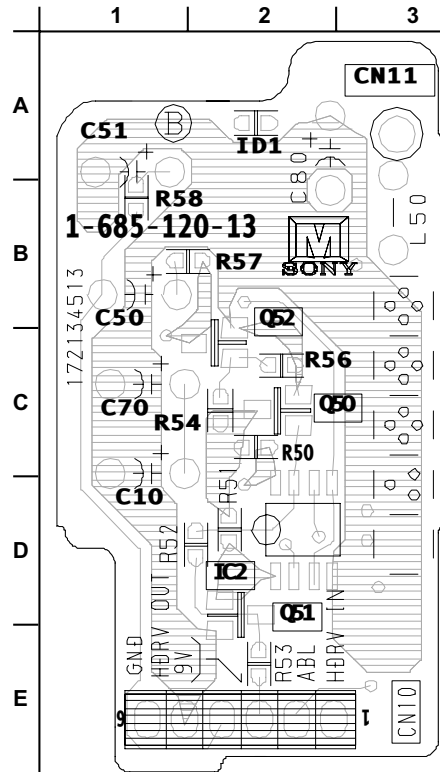 1 2 3
A
B
C
D
E
CN11
C51
B
ID1
C80
R58
1-685-120-13
L50
M
SONY
R57
C50
172134513
Q52
R56
C70
R54
Q50
R50
C10
R51
R52
IC2
Q51
GND
HDRV OUT
9V
R53
ABL
HDRV IN
CN10
6
1